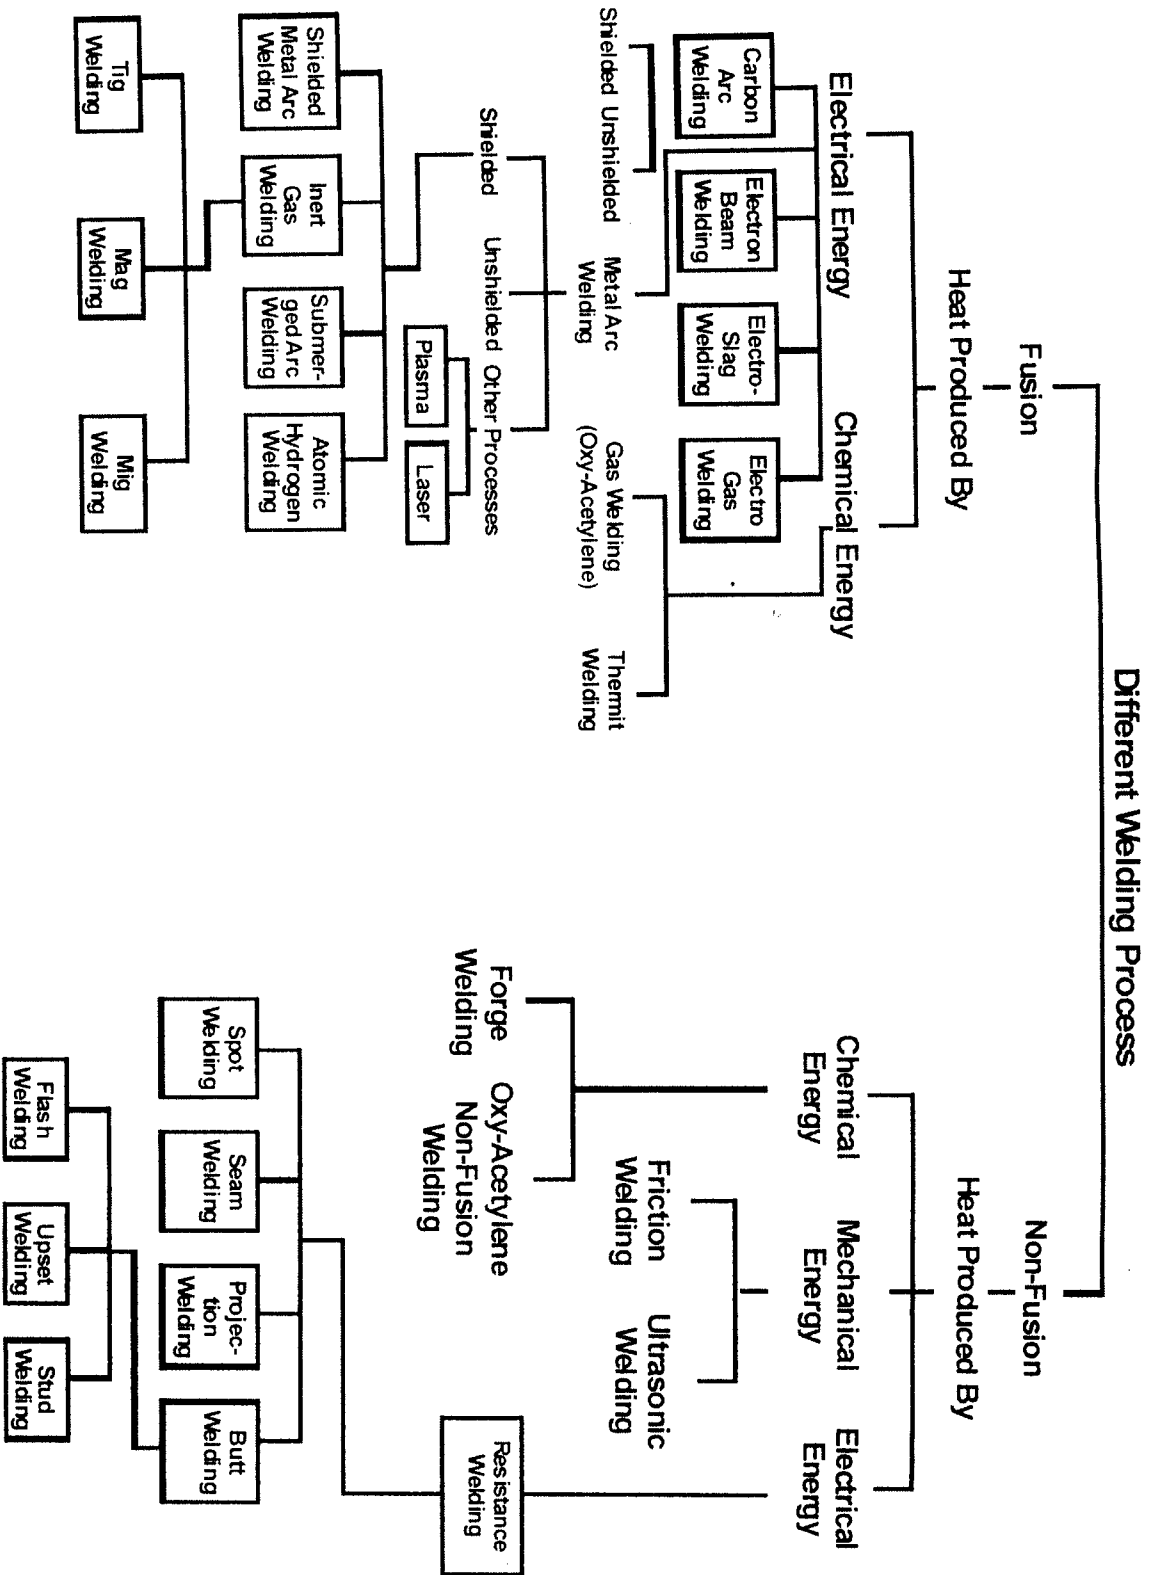 Different Welding Process
Fusion
Heat Produced By
Electrical Energy
Chemical Energy
Carbon
Arc
Welding
Electron
Beam
Welding
Electro-
Slag
Welding
Electro
Gas
Welding
Shielded Unshielded
Metal Arc
Welding
Gas Welding
(Oxy-Acetylene)
Thermit
Welding
Shielded
Unshielded
Other Processes
Plasma
Laser
Shielded
Metal Arc
Welding
Inert
Gas
Welding
Submer-
ged Arc
Welding
Atomic
Hydrogen
Welding
Tig
Welding
Mag
Welding
Mig
Welding
Non-Fusion
Heat Produced By
Chemical
Energy
Mechanical
Energy
Electrical
Energy
Friction
Welding
Ultrasonic
Welding
Forge
Welding
Oxy-Acetylene
Non-Fusion
Welding
Resistance
Welding
Spot
Welding
Seam
Welding
Projec-
tion
Welding
Butt
Welding
Flash
Welding
Upset
Welding
Stud
Welding